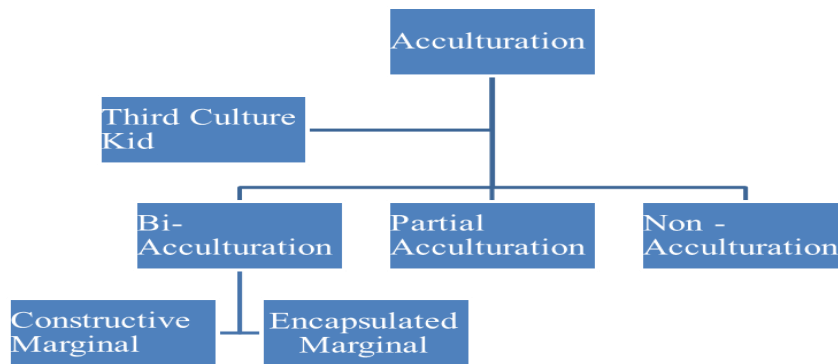 Acculturation
Third Culture
Kid
Bi-
Acculturation
Partial
Acculturation
Non -
Acculturation
Constructive
Marginal
Encapsulated
Marginal